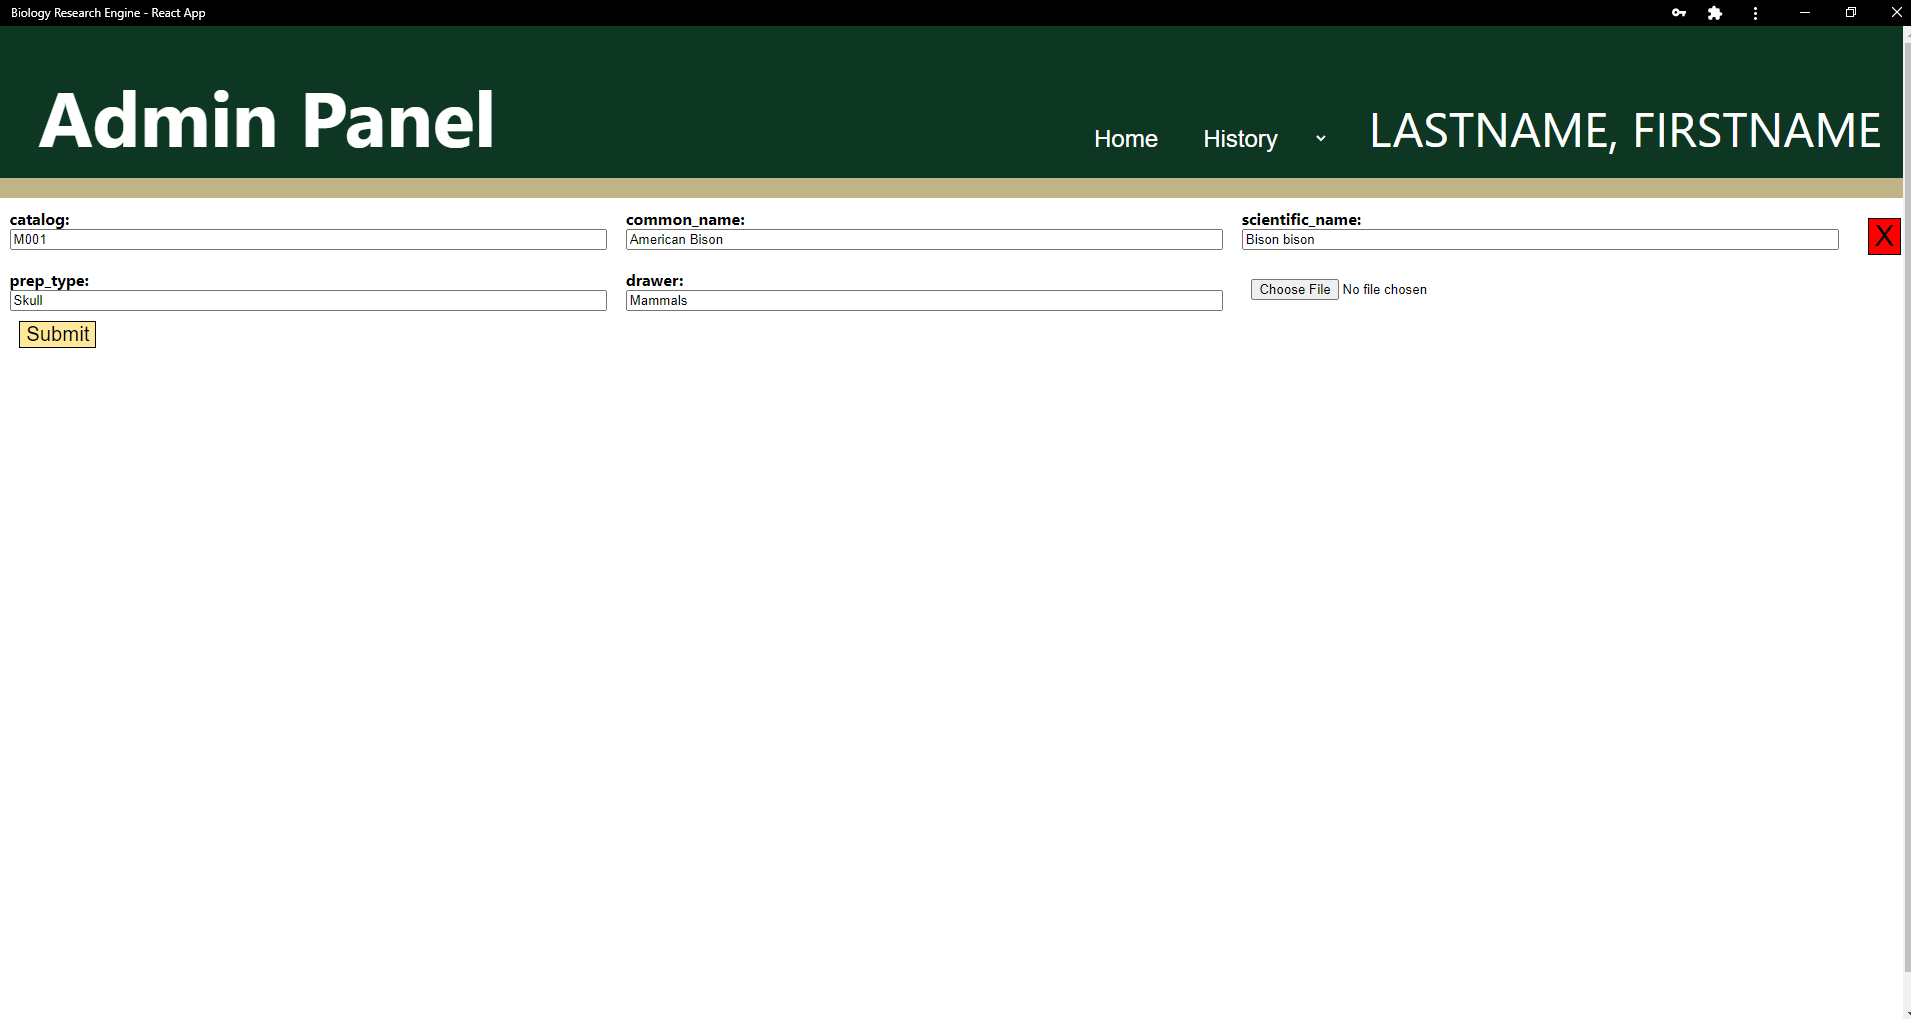 Biology Research Engine - React App
Admin Panel
Home History LASTNAME, FIRSTNAME
catalog: common_name: scientific_name:
M001 American Bison Bison bison X
prep_type: drawer:
Skull Mammals Choose File No file chosen
Submit